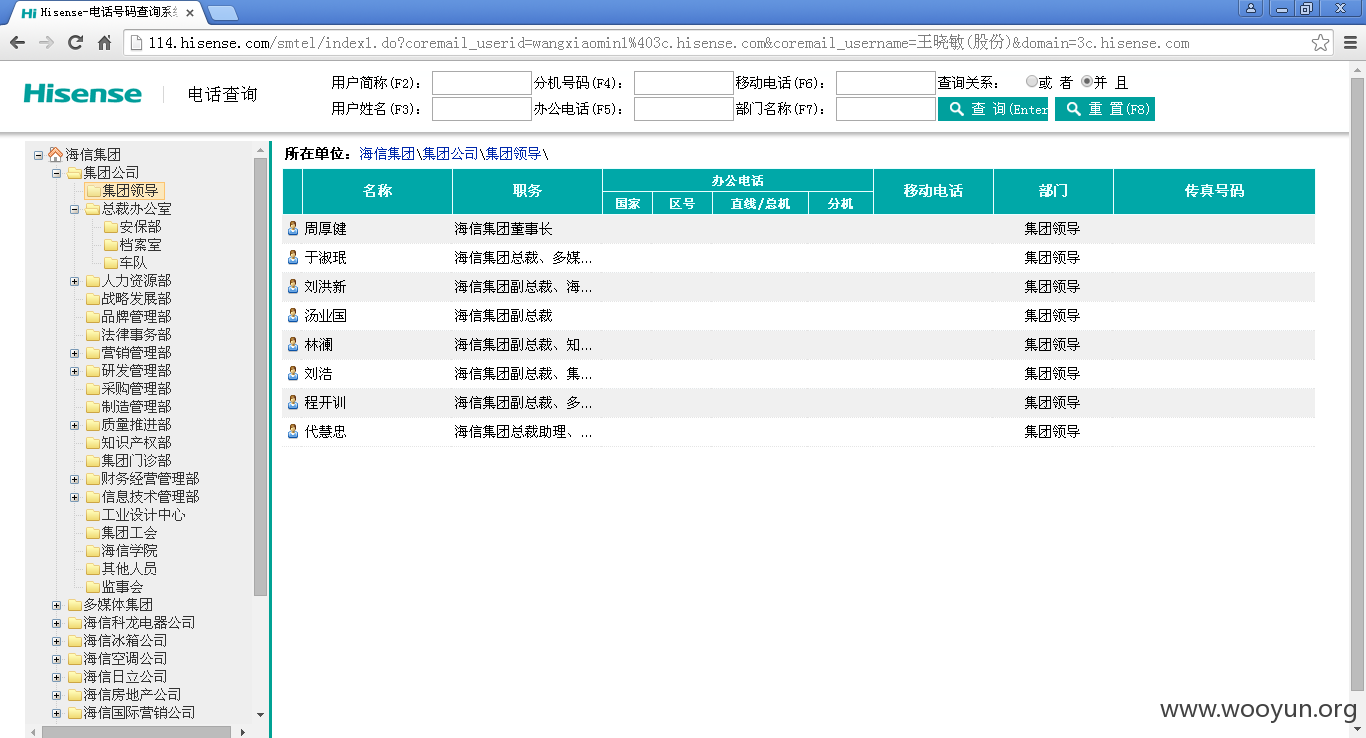 Hisense-电话号码查询系统
114.hisense.com/smtel/index1.do?coremail_userid=wangxiaomin1%403c.hisense.com&coremail_username=王晓敏(股份)&domain=3c.hisense.com
Hisense 电话查询
用户简称(F2): 分机号码(F4): 移动电话(F6): 查询关系: 或 者 并 且
用户姓名(F3): 办公电话(F5): 部门名称(F7): 查 询(Enter 重 置(F8)
海信集团
集团公司
集团领导
总裁办公室
安保部
档案室
车队
人力资源部
战略发展部
品牌管理部
法律事务部
营销管理部
研发管理部
采购管理部
制造管理部
质量推进部
知识产权部
集团门诊部
财务经营管理部
信息技术管理部
工业设计中心
集团工会
海信学院
其他人员
监事会
多媒体集团
海信科龙电器公司
海信冰箱公司
海信空调公司
海信日立公司
海信房地产公司
海信国际营销公司
所在单位: 海信集团\集团公司\集团领导\
名称 职务 办公电话 移动电话 部门 传真号码
国家 区号 直线/总机 分机
周厚健 海信集团董事长 集团领导
于淑珉 海信集团总裁、多媒... 集团领导
刘洪新 海信集团副总裁、海... 集团领导
汤业国 海信集团副总裁 集团领导
林澜 海信集团副总裁、知... 集团领导
刘浩 海信集团副总裁、集... 集团领导
程开训 海信集团副总裁、多... 集团领导
代慧忠 海信集团总裁助理、... 集团领导
www.wooyun.org